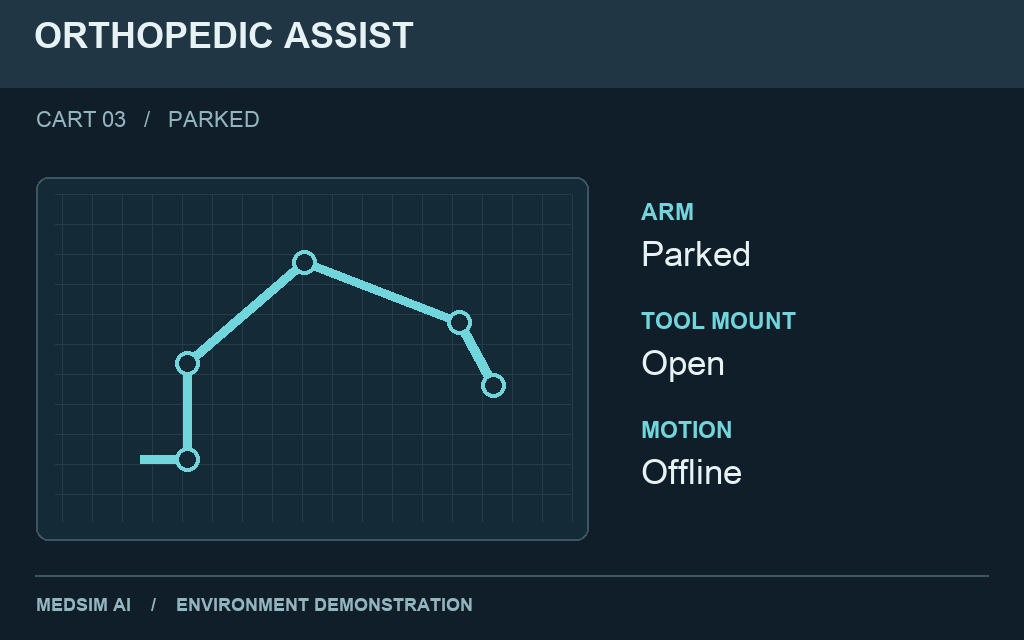 ORTHOPEDIC ASSIST
CART 03 / PARKED
ARM
Parked
TOOL MOUNT
Open
MOTION
Offline
MEDSIM AI / ENVIRONMENT DEMONSTRATION